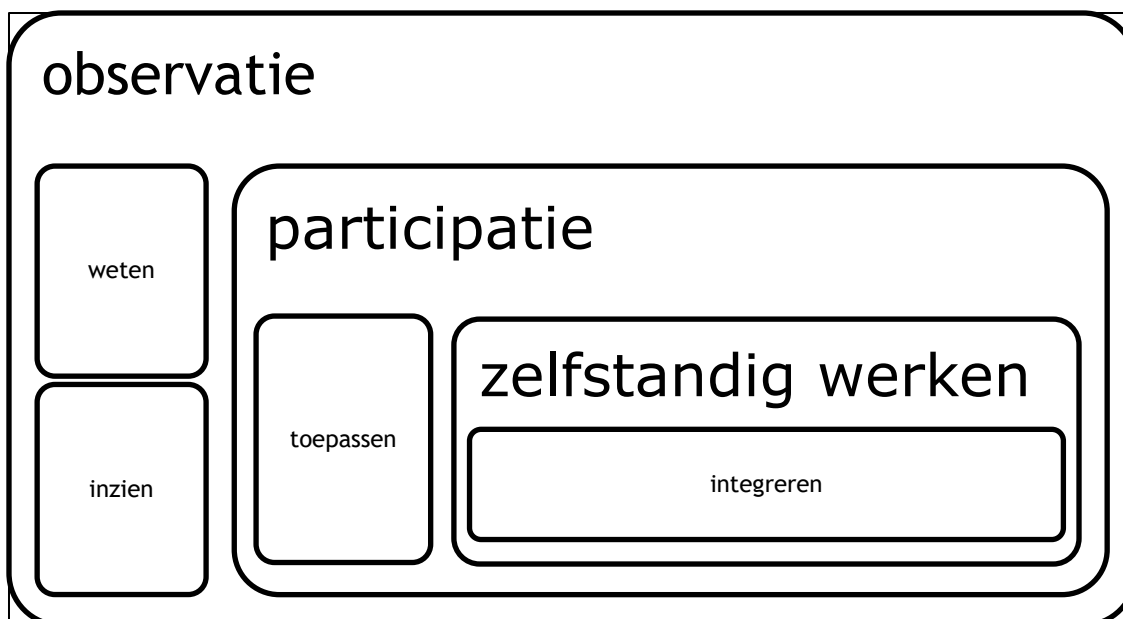 observatie
weten
inzien
participatie
toepassen
zelfstandig werken
integreren